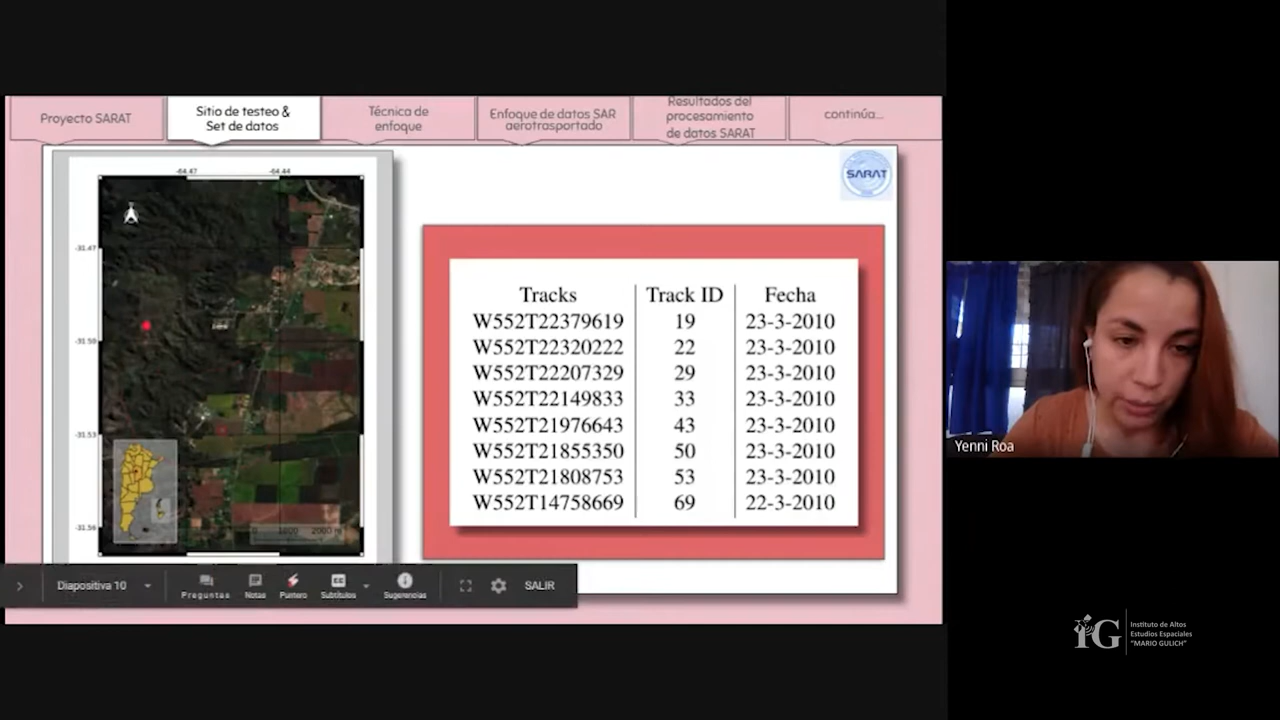 Proyecto SARAT
Sitio de testeo &
Set de datos
Técnica de
enfoque
Enfoque de datos SAR
aerotrasportado
Resultados del
procesamiento
de datos SARAT
continúa...
-64.47 -64.44
-31.47
-31.50
-31.53
-31.56
0 1000 2000 m
SARAT
Tracks Track ID Fecha
W552T22379619 19 23-3-2010
W552T22320222 22 23-3-2010
W552T22207329 29 23-3-2010
W552T22149833 33 23-3-2010
W552T21976643 43 23-3-2010
W552T21855350 50 23-3-2010
W552T21808753 53 23-3-2010
W552T14758669 69 22-3-2010
Diapositiva 10
Preguntas
Notas
Puntero
Subtítulos
Sugerencias
SALIR
Yenni Roa
iG
Instituto de Altos
Estudios Espaciales
"MARIO GULICH"